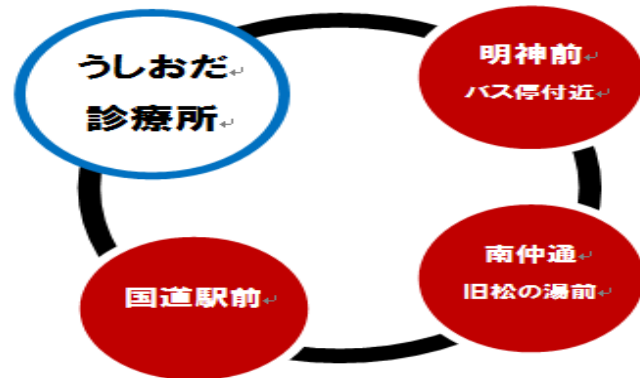 うしおだ
診療所
明神前
バス停付近
南仲通
旧松の湯前
国道駅前